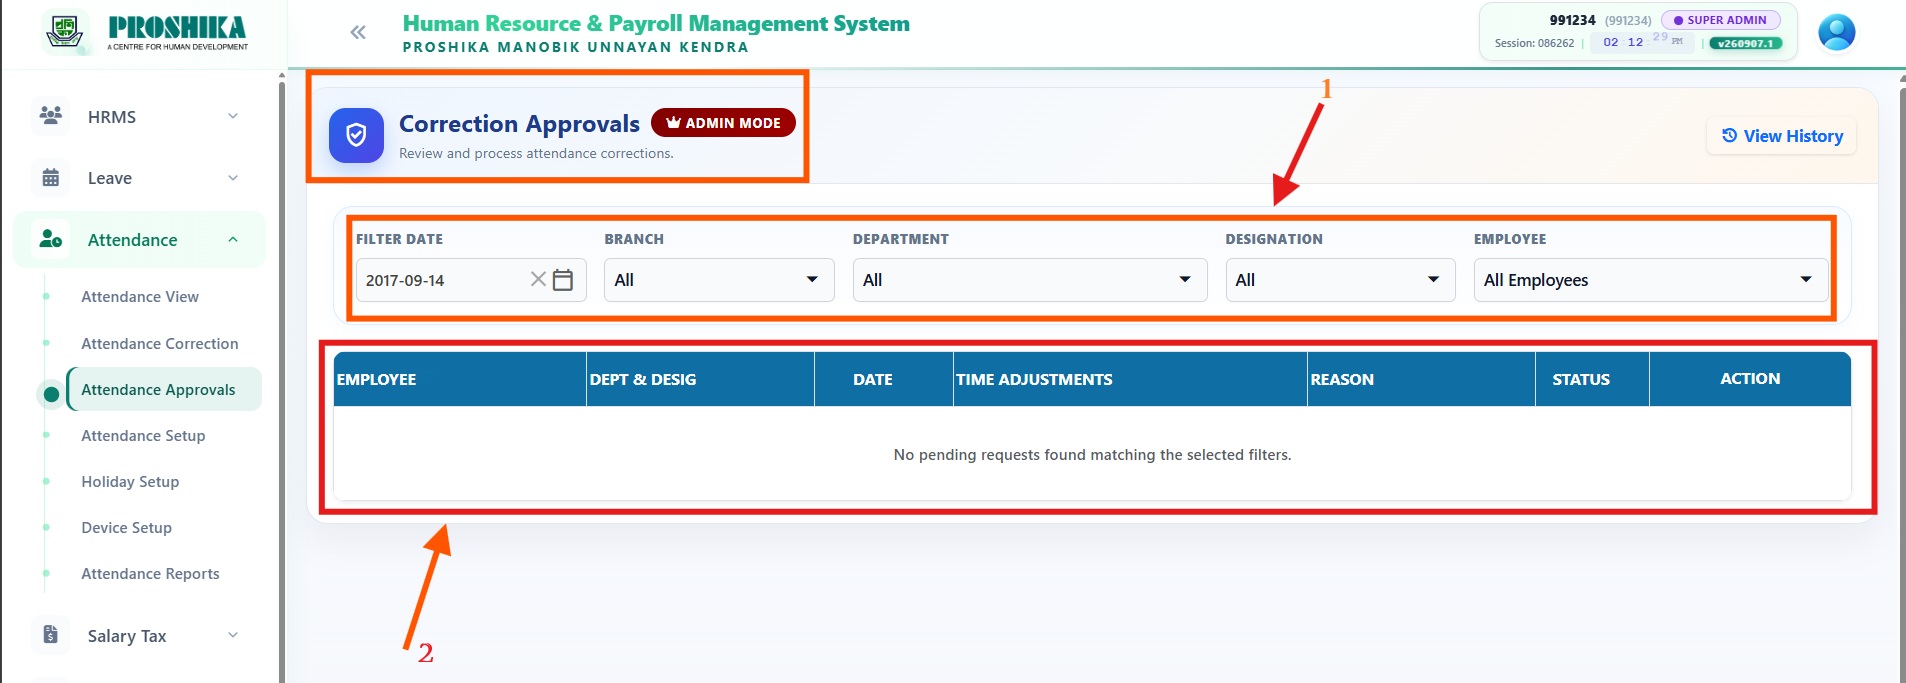 PROSHIKA
A CENTRE FOR HUMAN DEVELOPMENT
Human Resource & Payroll Management System
PROSHIKA MANOBIK UNNAYAN KENDRA
991234 (991234) SUPER ADMIN
Session: 086262 | 02 12 29 PM | v260907.1
HRMS
Leave
Attendance
Attendance View
Attendance Correction
Attendance Approvals
Attendance Setup
Holiday Setup
Device Setup
Attendance Reports
Salary Tax
Correction Approvals ADMIN MODE
Review and process attendance corrections.
View History
1
FILTER DATE BRANCH DEPARTMENT DESIGNATION EMPLOYEE
2017-09-14 All All All All Employees
EMPLOYEE DEPT & DESIG DATE TIME ADJUSTMENTS REASON STATUS ACTION
No pending requests found matching the selected filters.
2